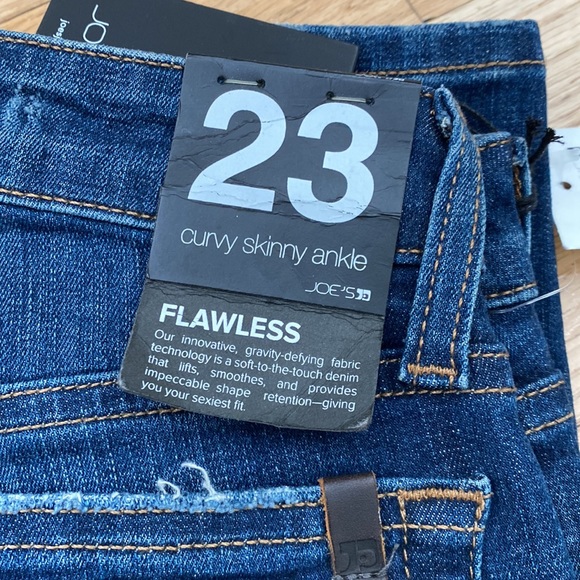 23
curvy skinny ankle
JOE'S
FLAWLESS
Our innovative, gravity-defying fabric
technology is a soft-to-the-touch denim
that lifts, smoothes, and provides
impeccable shape retention—giving
you your sexiest fit.